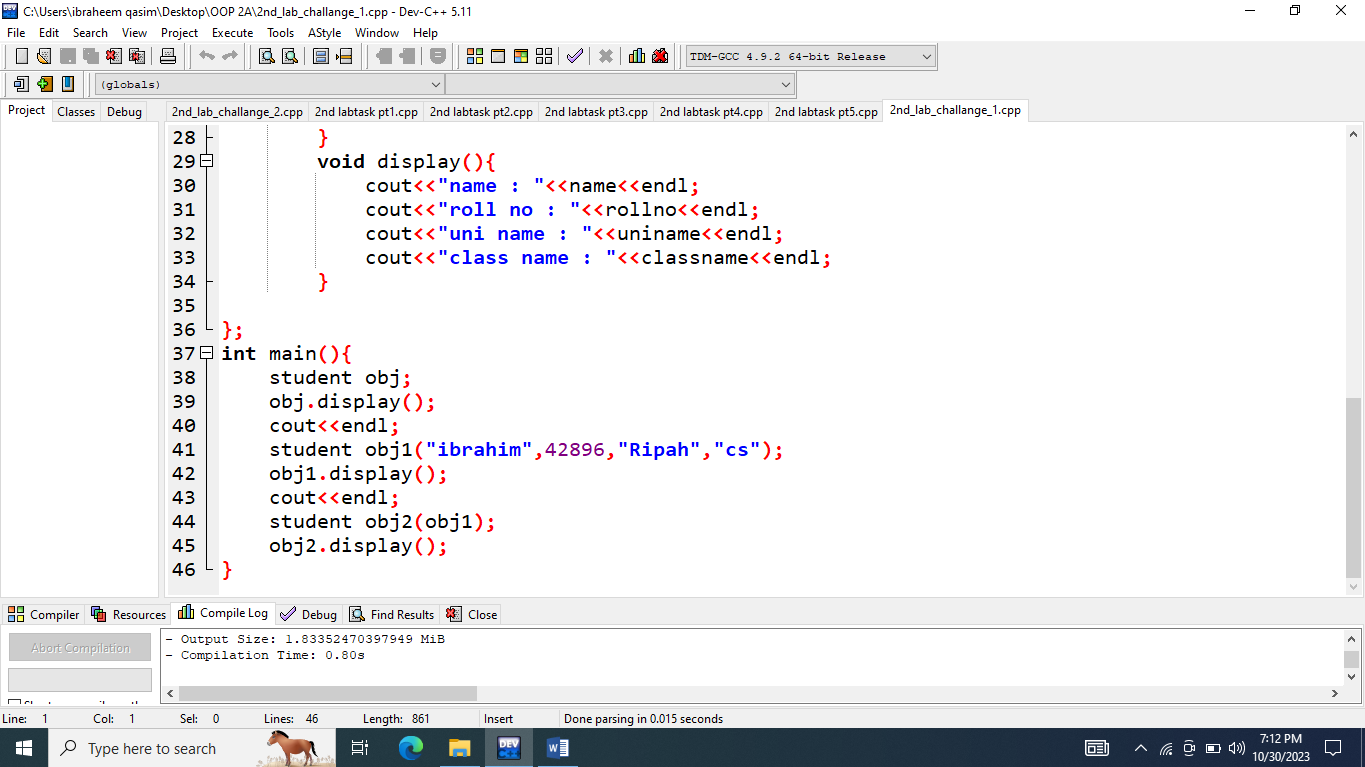 C:\Users\ibraheem qasim\Desktop\OOP 2A\2nd_lab_challange_1.cpp - Dev-C++ 5.11
File Edit Search View Project Execute Tools AStyle Window Help
TDM-GCC 4.9.2 64-bit Release
(globals)
Project Classes Debug 2nd_lab_challange_2.cpp 2nd labtask pt1.cpp 2nd labtask pt2.cpp 2nd labtask pt3.cpp 2nd labtask pt4.cpp 2nd labtask pt5.cpp 2nd_lab_challange_1.cpp
28 }
29 void display(){
30 cout<<"name : "<<name<<endl;
31 cout<<"roll no : "<<rollno<<endl;
32 cout<<"uni name : "<<uniname<<endl;
33 cout<<"class name : "<<classname<<endl;
34 }
35
36 };
37 int main(){
38 student obj;
39 obj.display();
40 cout<<endl;
41 student obj1("ibrahim",42896,"Ripah","cs");
42 obj1.display();
43 cout<<endl;
44 student obj2(obj1);
45 obj2.display();
46 }
Compiler Resources Compile Log Debug Find Results Close
Abort Compilation
- Output Size: 1.83352470397949 MiB
- Compilation Time: 0.80s
Line: 1 Col: 1 Sel: 0 Lines: 46 Length: 861 Insert Done parsing in 0.015 seconds
Type here to search
DEV
7:12 PM
10/30/2023